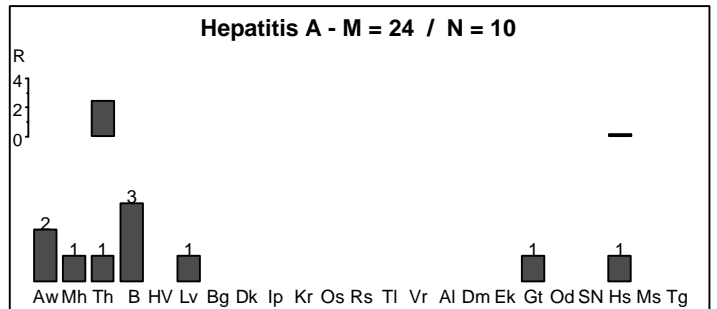 Hepatitis A - M = 24 / N = 10
R
4
2
0
2 1 1 3 1 1 1
Aw Mh Th B HV Lv Bg Dk Ip Kr Os Rs Tl Vr Al Dm Ek Gt Od SN Hs Ms Tg